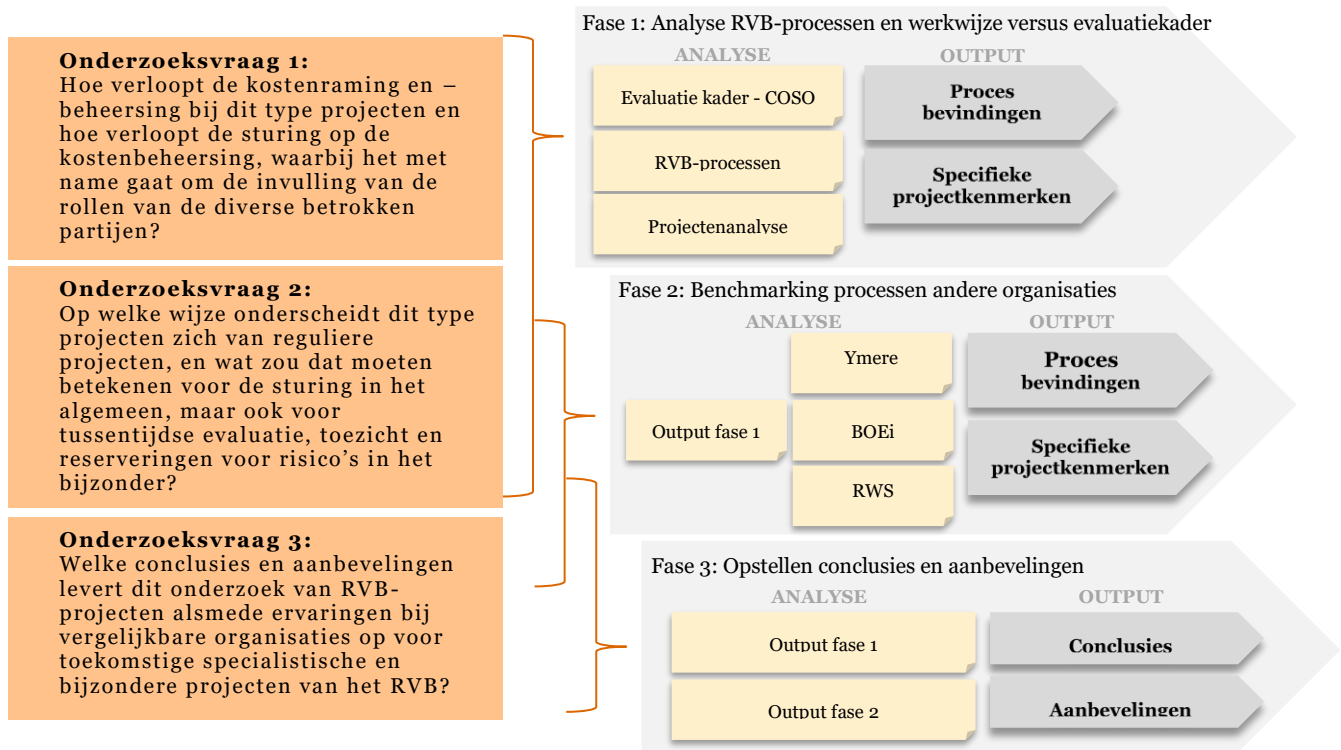 Onderzoeksvraag 1:
Hoe verloopt de kostenraming en –
beheersing bij dit type projecten en
hoe verloopt de sturing op de
kostenbeheersing, waarbij het met
name gaat om de invulling van de
rollen van de diverse betrokken
partijen?
Onderzoeksvraag 2:
Op welke wijze onderscheidt dit type
projecten zich van reguliere
projecten, en wat zou dat moeten
betekenen voor de sturing in het
algemeen, maar ook voor
tussentijdse evaluatie, toezicht en
reserveringen voor risico's in het
bijzonder?
Onderzoeksvraag 3:
Welke conclusies en aanbevelingen
levert dit onderzoek van RVB-
projecten alsmede ervaringen bij
vergelijkbare organisaties op voor
toekomstige specialistische en
bijzondere projecten van het RVB?
Fase 1: Analyse RVB-processen en werkwijze versus evaluatiekader
ANALYSE
OUTPUT
Evaluatie kader - COSO
RVB-processen
Projectenanalyse
Proces
bevindingen
Specifieke
projectkenmerken
Fase 2: Benchmarking processen andere organisaties
ANALYSE
OUTPUT
Output fase 1
Ymere
BOEi
RWS
Proces
bevindingen
Specifieke
projectkenmerken
Fase 3: Opstellen conclusies en aanbevelingen
ANALYSE
OUTPUT
Output fase 1
Output fase 2
Conclusies
Aanbevelingen